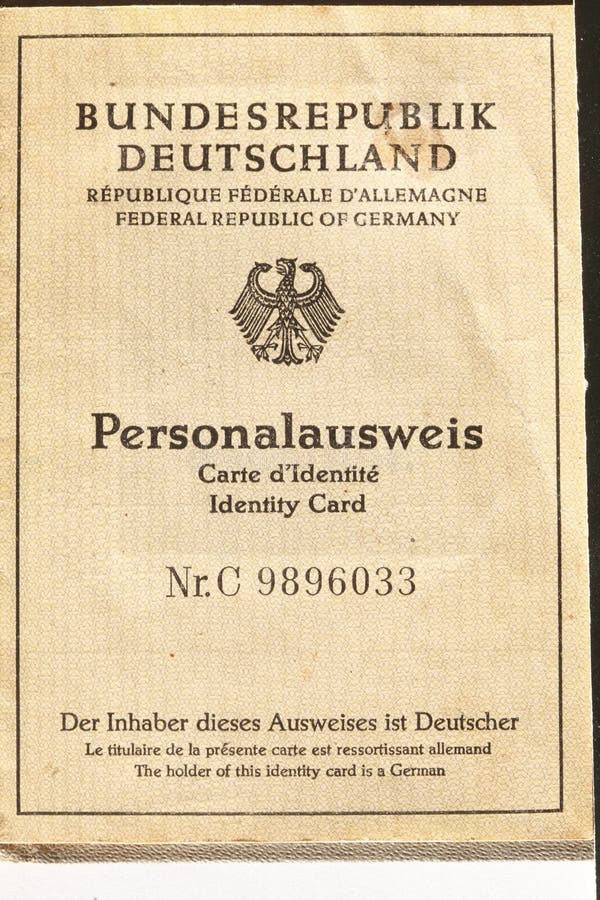 BUNDESREPUBLIK
DEUTSCHLAND
RÉPUBLIQUE FÉDÉRALE D'ALLEMAGNE
FEDERAL REPUBLIC OF GERMANY
Personalausweis
Carte d'Identité
Identity Card
Nr. C 9896033
Der Inhaber dieses Ausweises ist Deutscher
Le titulaire de la présente carte est ressortissant allemand
The holder of this identity card is a German